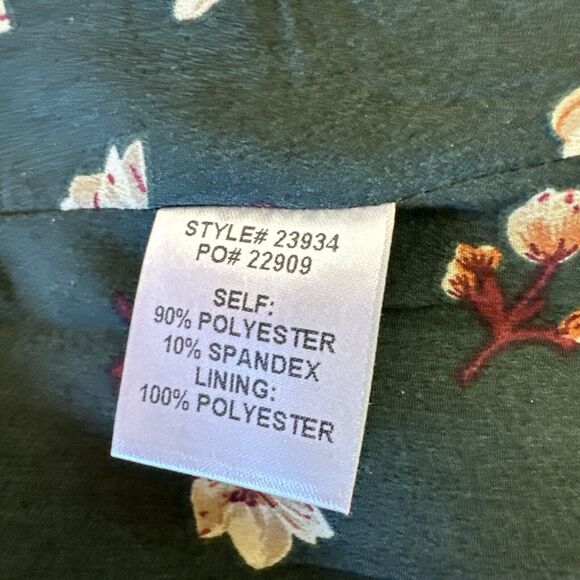 STYLE# 23934
PO# 22909
SELF:
90% POLYESTER
10% SPANDEX
LINING:
100% POLYESTER